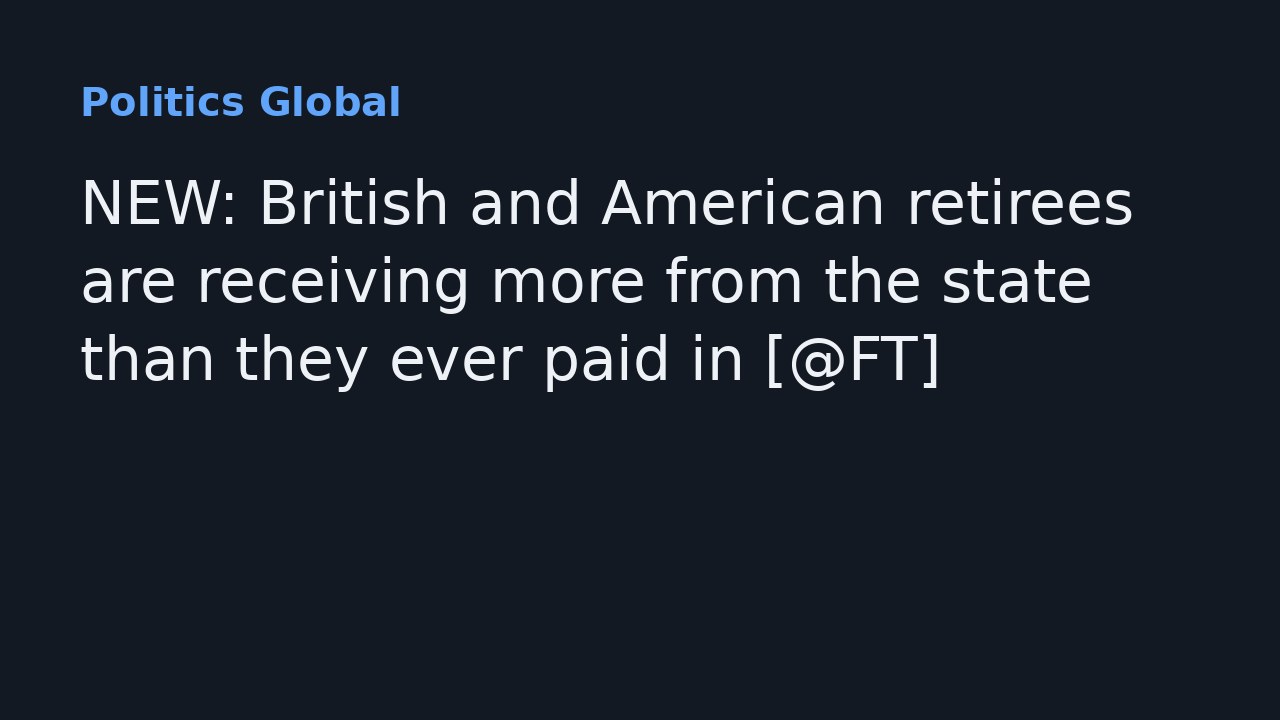 Politics Global
NEW: British and American retirees
are receiving more from the state
than they ever paid in [@FT]